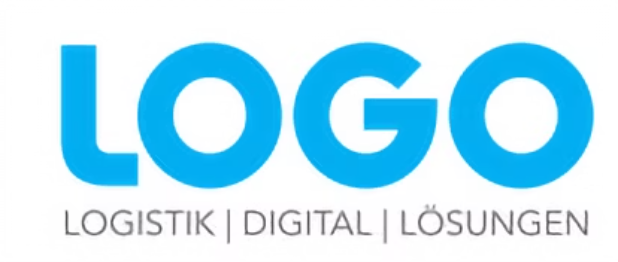 LOGO
LOGISTIK | DIGITAL | LÖSUNGEN